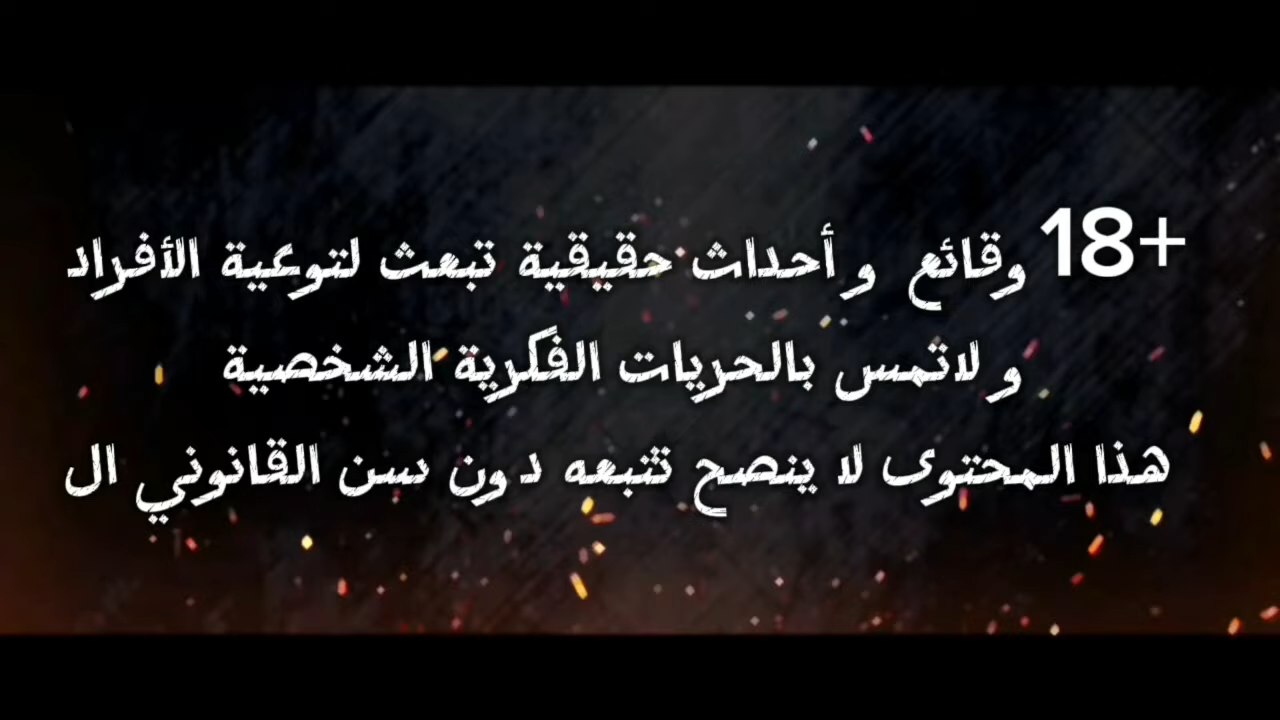 +18 وقائع و أحداث حقيقية تبعث لتوعية الأفراد
و لاتمس بالحريات الفكرية الشخصية
هذا المحتوى لا ينصح تتبعه دون سن القانوني ال